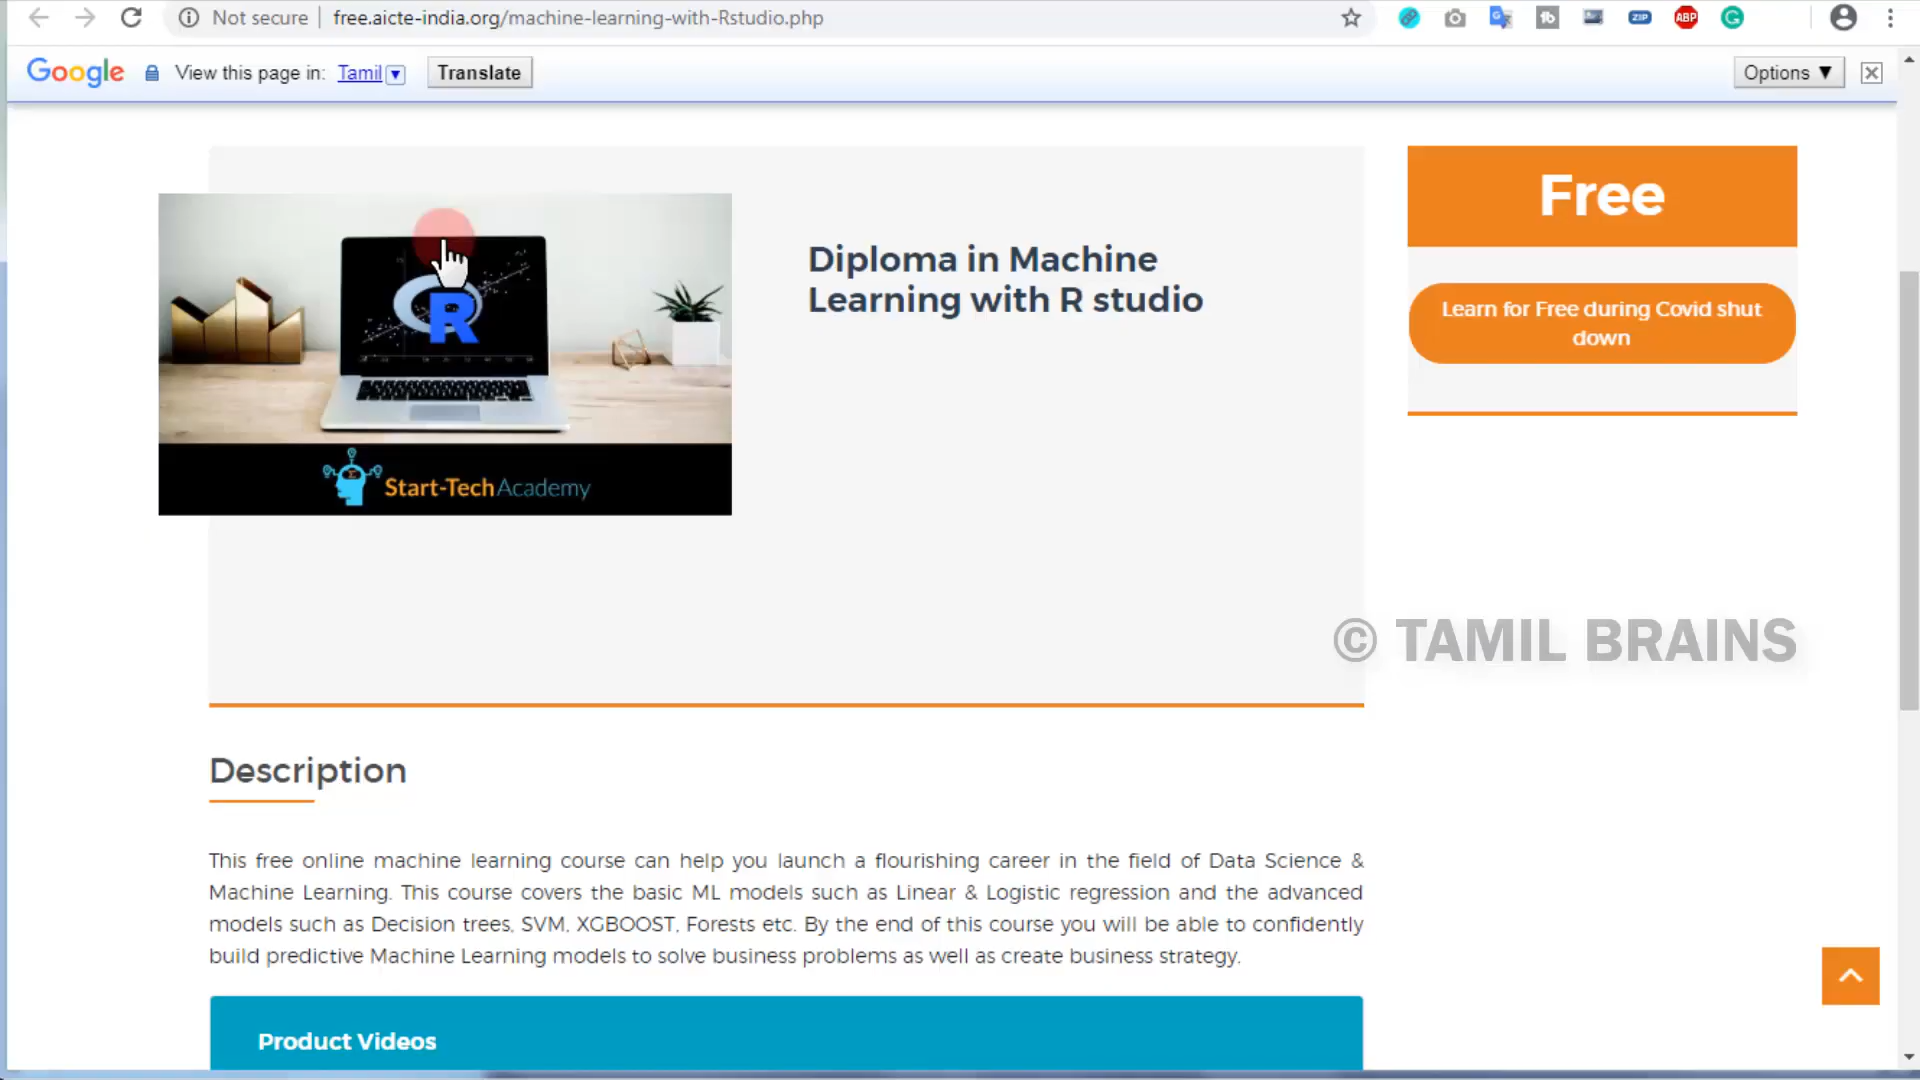 Not secure
free.aicte-india.org/machine-learning-with-Rstudio.php
ZIP
ABP
Google
View this page in: Tamil ▼
Translate
Options ▼
Free
Diploma in Machine
Learning with R studio
Learn for Free during Covid shut
down
R
Start-Tech Academy
© TAMIL BRAINS
Description
This free online machine learning course can help you launch a flourishing career in the field of Data Science &
Machine Learning. This course covers the basic ML models such as Linear & Logistic regression and the advanced
models such as Decision trees, SVM, XGBOOST, Forests etc. By the end of this course you will be able to confidently
build predictive Machine Learning models to solve business problems as well as create business strategy.
Product Videos